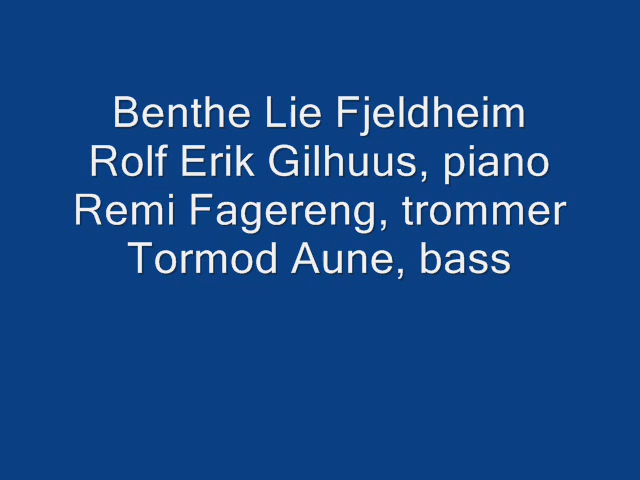 Benthe Lie Fjeldheim
Rolf Erik Gilhuus, piano
Remi Fagereng, trommer
Tormod Aune, bass